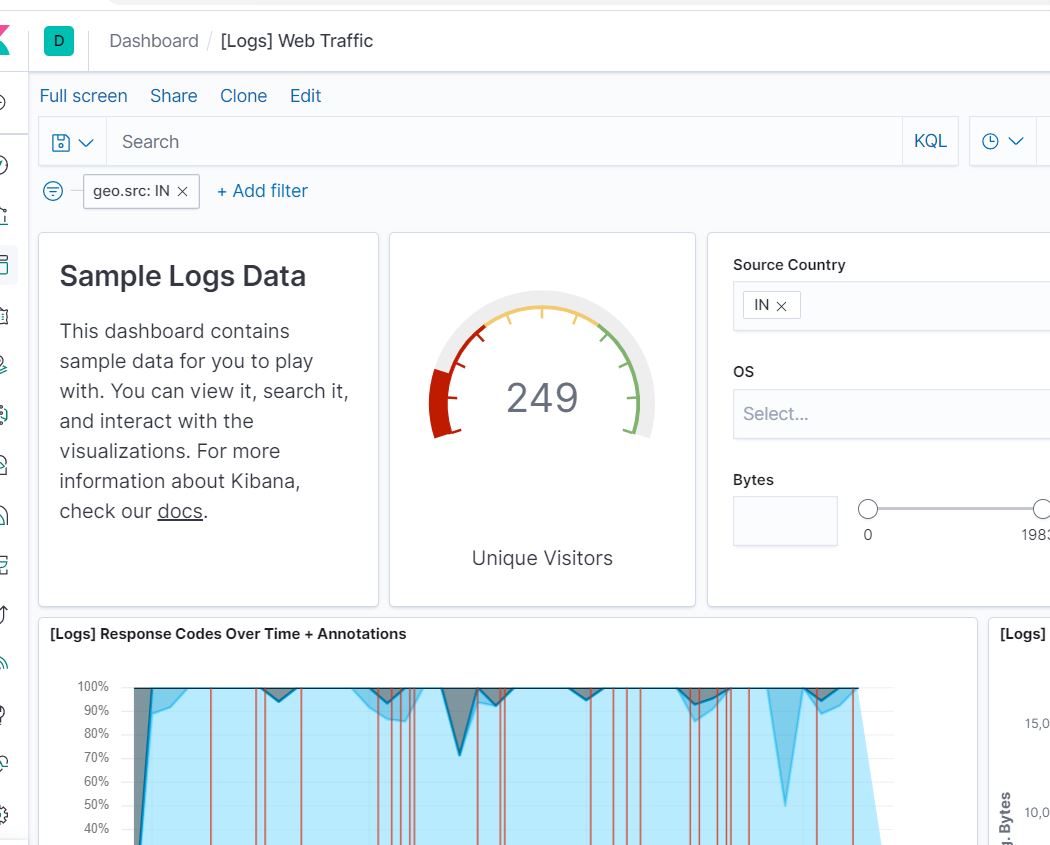 D
Dashboard / [Logs] Web Traffic
Full screen Share Clone Edit
Search
KQL
geo.src: IN
+ Add filter
Sample Logs Data
This dashboard contains
sample data for you to play
with. You can view it, search it,
and interact with the
visualizations. For more
information about Kibana,
check our docs.
249
Unique Visitors
Source Country
IN
OS
Select...
Bytes
0
1983
[Logs] Response Codes Over Time + Annotations
100%
90%
80%
70%
60%
50%
40%
[Logs]
15,0
10,0
g. Bytes